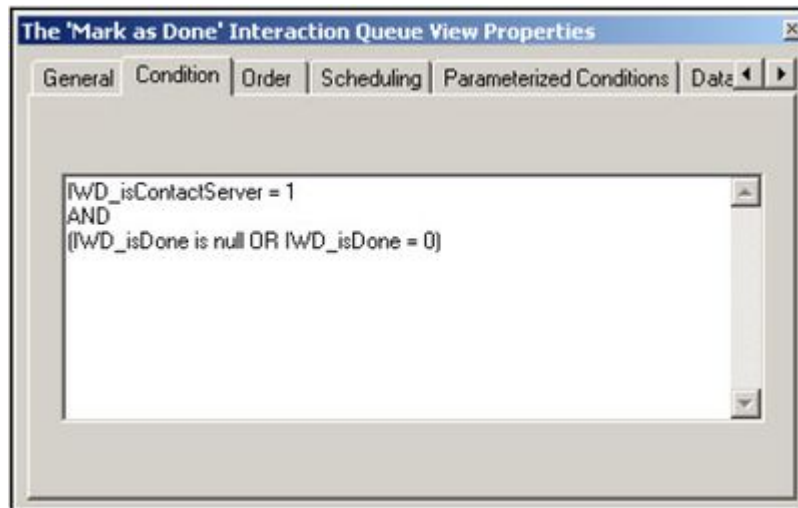 The 'Mark as Done' Interaction Queue View Properties
General Condition Order Scheduling Parameterized Conditions Data
IWD_isContactServer = 1
AND
(IWD_isDone is null OR IWD_isDone = 0)